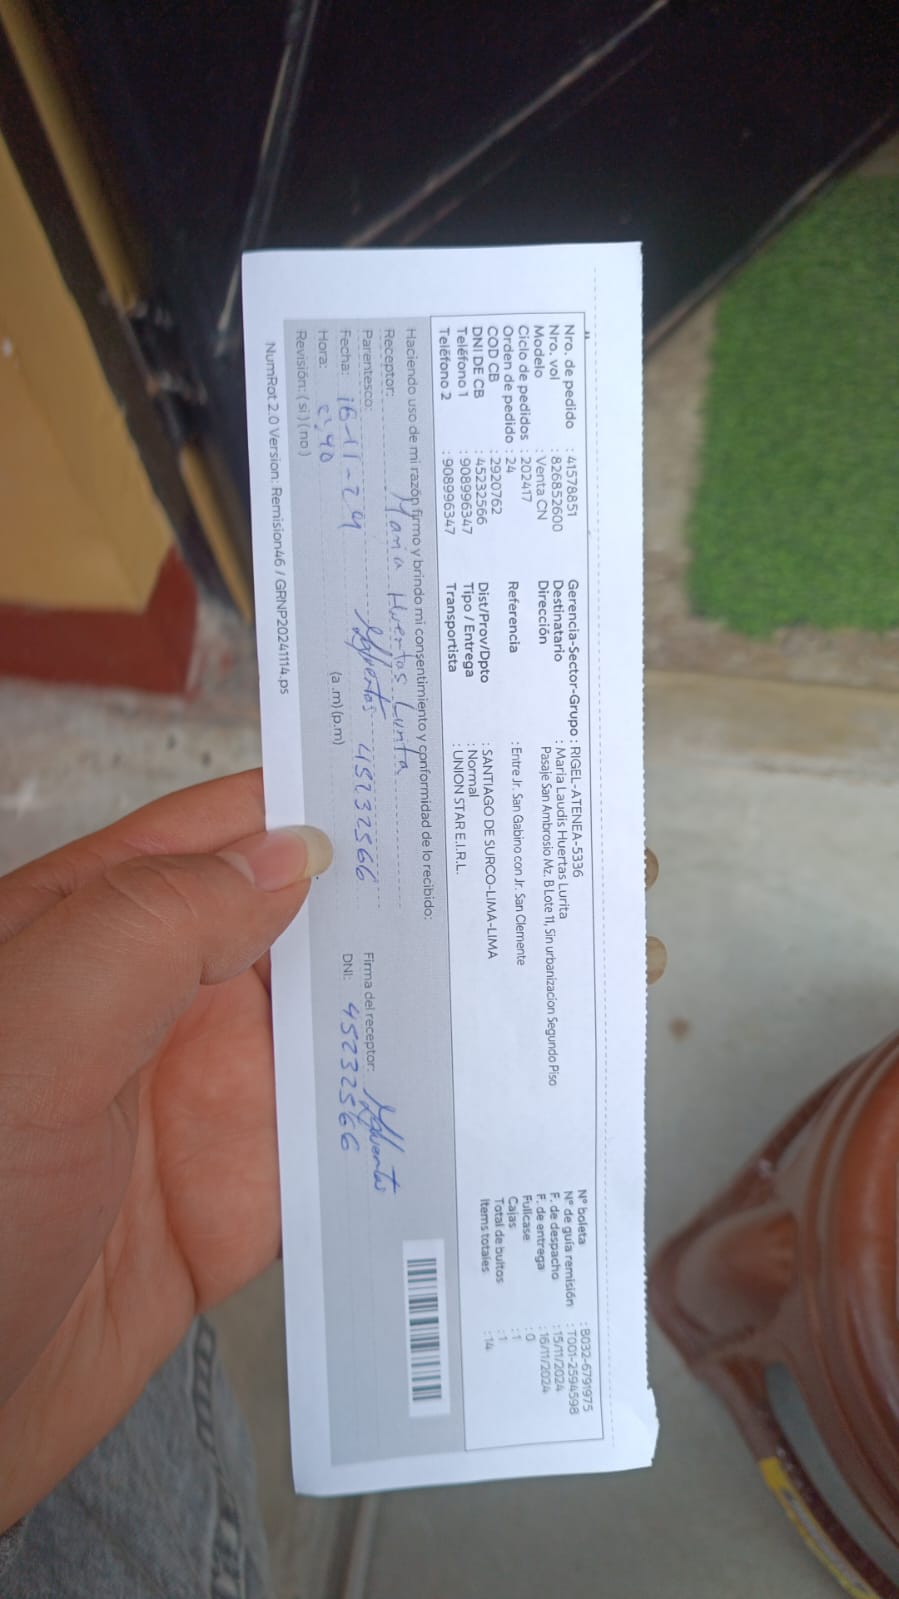 Nro. de pedido : 41578851
Nro. vol : 826852600
Modelo : Venta CN
Ciclo de pedidos : 202417
Orden de pedido : 24
COD CB : 2920762
DNI DE CB : 45232566
Teléfono 1 : 908996347
Teléfono 2 : 908996347
Gerencia-Sector-Grupo : RIGEL-ATENEA-5336
Destinatario : Maria Laudis Huertas Lurita
Dirección Pasaje San Ambrosio Mz. B Lote 11, Sin urbanizacion Segundo Piso
Referencia : Entre Jr. San Gabino con Jr. San Clemente
Dist/Prov/Dpto : SANTIAGO DE SURCO-LIMA-LIMA
Tipo / Entrega : Normal
Transportista : UNION STAR E.I.R.L.
N° boleta : B032-6791975
N° de guía remisión : T001-2594598
F. de despacho : 15/11/2024
F. de entrega : 16/11/2024
Fullcase : 0
Cajas : 1
Total de bultos : 1
Items totales : 14
Haciendo uso de mi razón firmo y brindo mi consentimiento y conformidad de lo recibido:
Receptor: Maria Huertas Lurita
Parentesco: 45232566
Firma del receptor:
Fecha: 16-11-24
DNI: 45232566
Hora: (a .m) (p.m)
Revisión: (si) (no)
NumRot 2.0 Version: Remision46 / GRNP20241114.ps